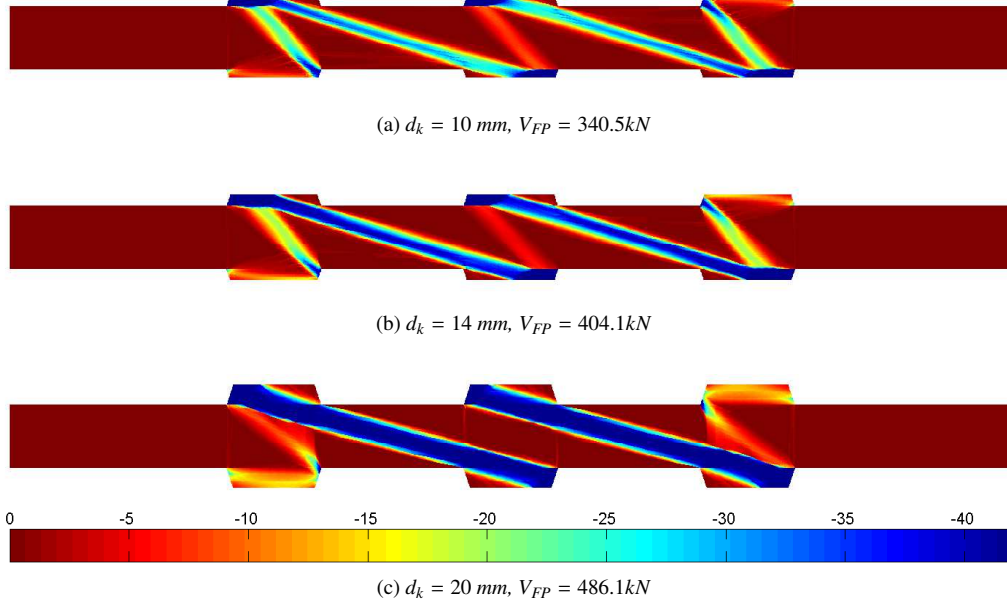 (a) d_k = 10 mm, V_FP = 340.5kN
(b) d_k = 14 mm, V_FP = 404.1kN
0 -5 -10 -15 -20 -25 -30 -35 -40
(c) d_k = 20 mm, V_FP = 486.1kN